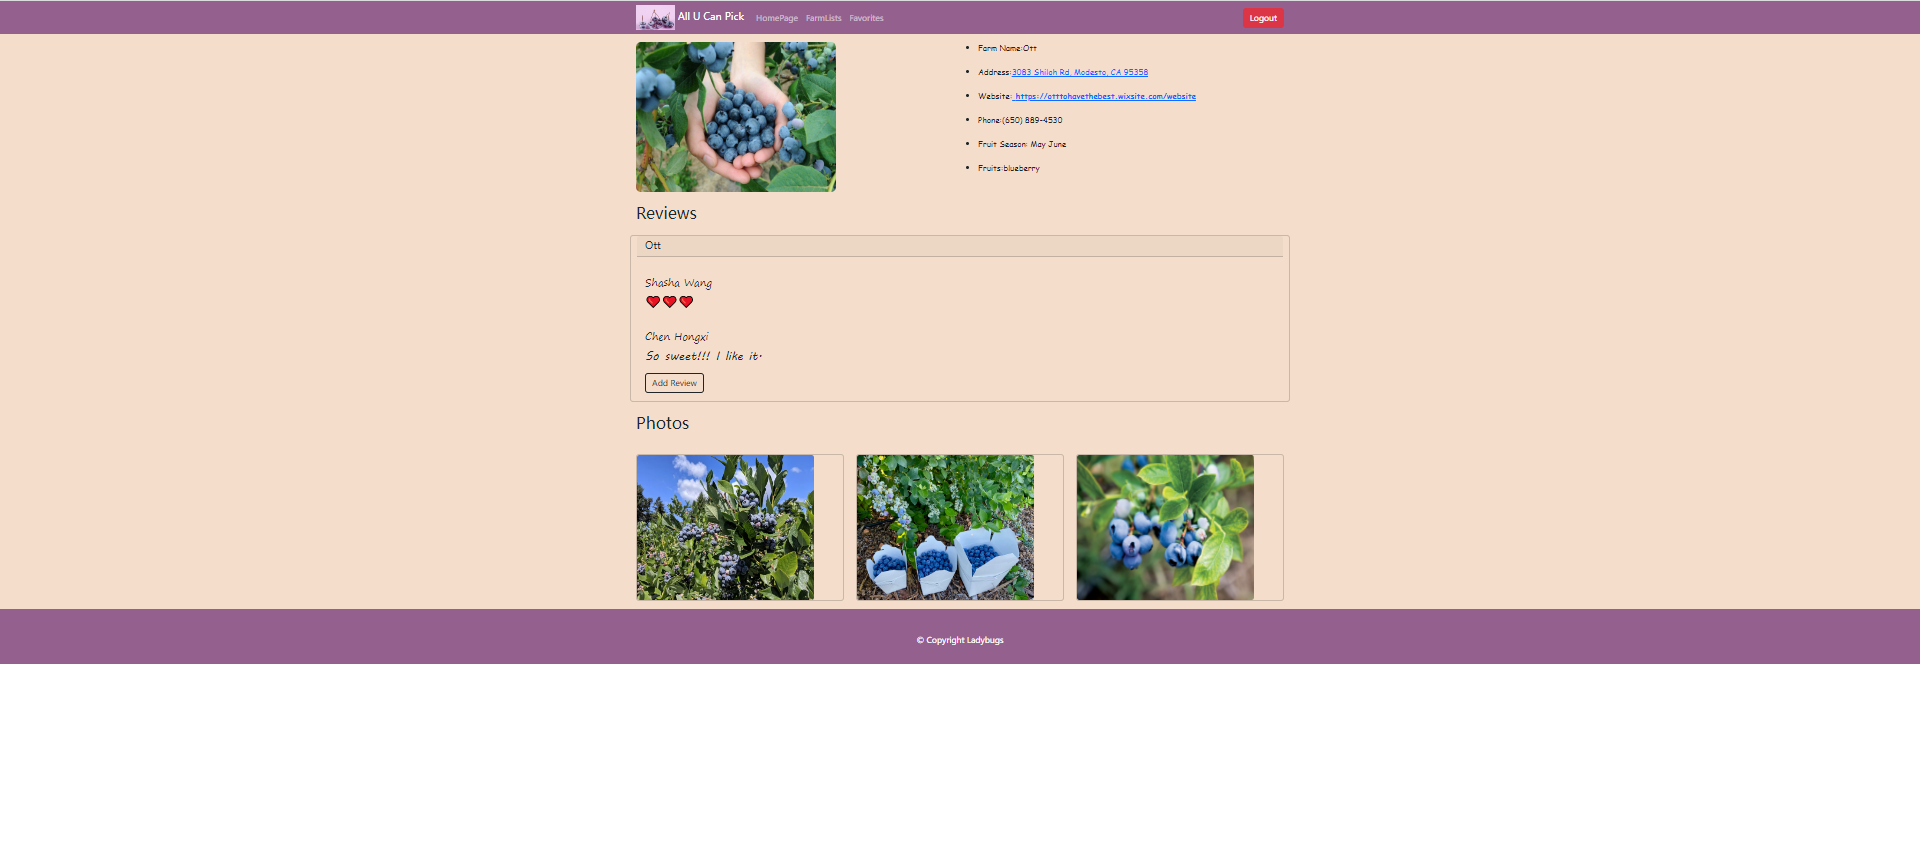 All U Can Pick HomePage FarmLists Favorites Logout
Farm Name:Ott
Address:3083 Shiloh Rd, Modesto, CA 95358
Website: https://otttohavethebest.wixsite.com/website
Phone:(650) 889-4530
Fruit Season: May June
Fruits:blueberry
Reviews
Ott
Shasha Wang
Chen Hongxi
So sweet!!! I like it.
Add Review
Photos
© Copyright Ladybugs